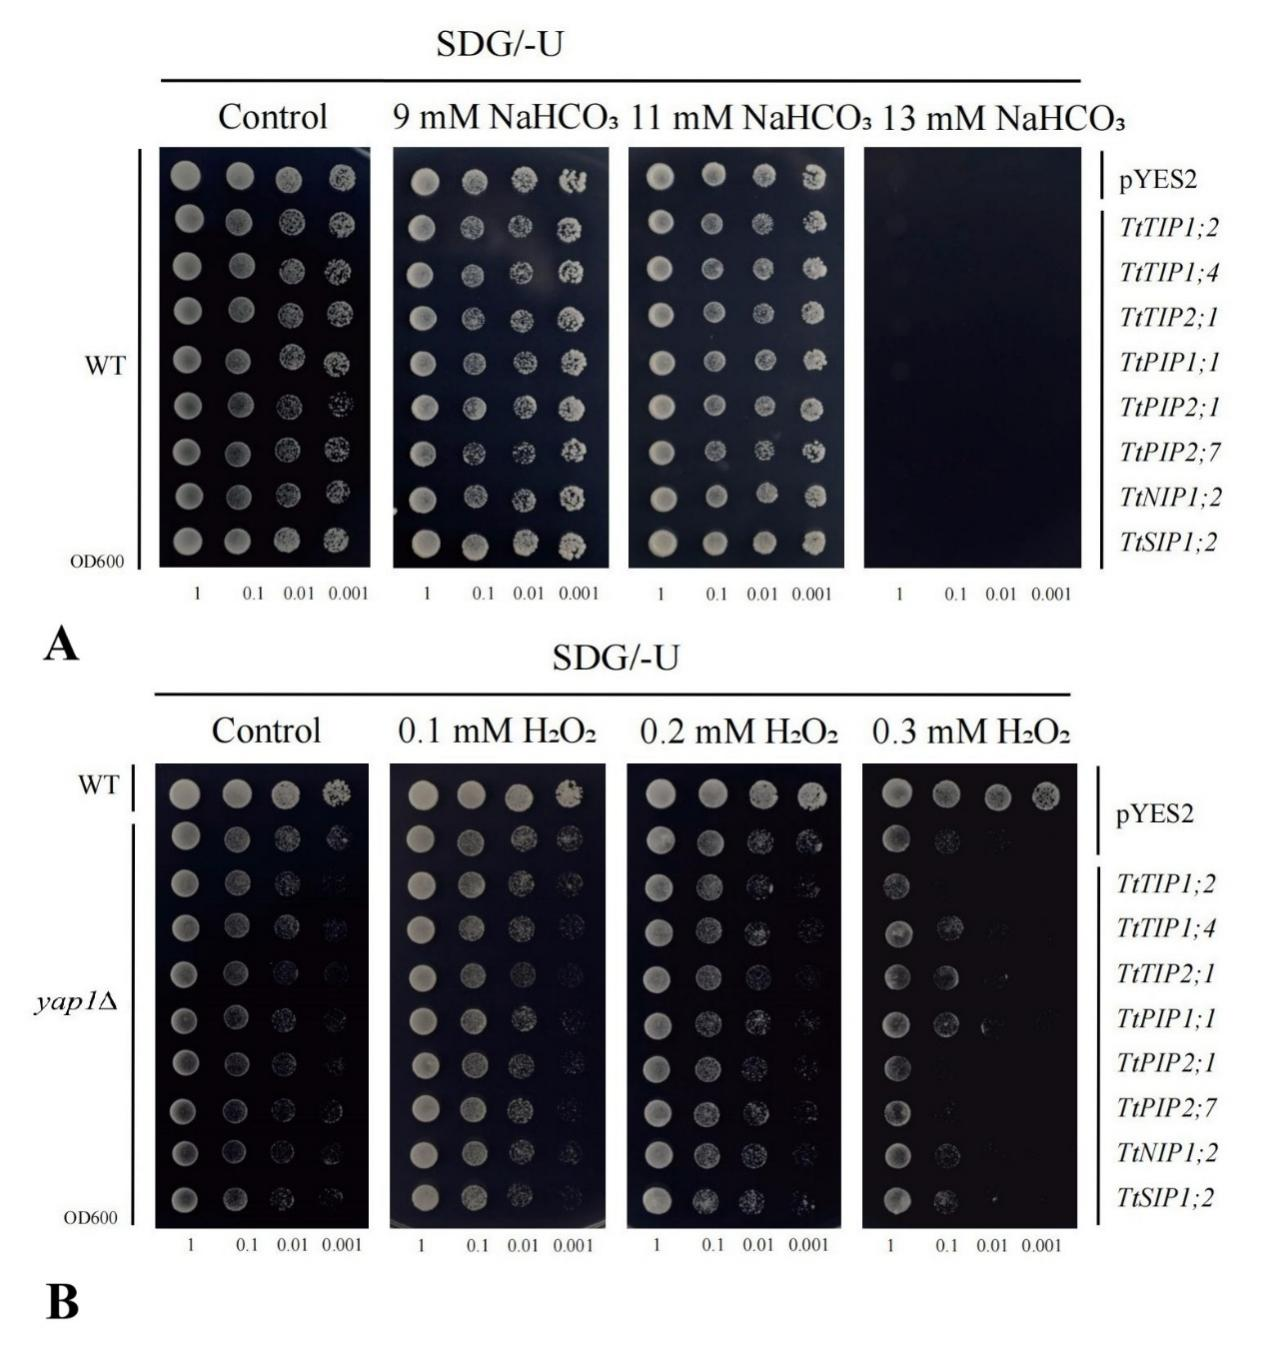 SDG/-U
Control 9 mM NaHCO₃ 11 mM NaHCO₃ 13 mM NaHCO₃
pYES2
TtTIP1;2
TtTIP1;4
TtTIP2;1
WT TtPIP1;1
TtPIP2;1
TtPIP2;7
TtNIP1;2
TtSIP1;2
OD600
1 0.1 0.01 0.001 1 0.1 0.01 0.001 1 0.1 0.01 0.001 1 0.1 0.01 0.001
A
SDG/-U
Control 0.1 mM H₂O₂ 0.2 mM H₂O₂ 0.3 mM H₂O₂
WT
pYES2
TtTIP1;2
TtTIP1;4
TtTIP2;1
yap1Δ TtPIP1;1
TtPIP2;1
TtPIP2;7
TtNIP1;2
TtSIP1;2
OD600
1 0.1 0.01 0.001 1 0.1 0.01 0.001 1 0.1 0.01 0.001 1 0.1 0.01 0.001
B